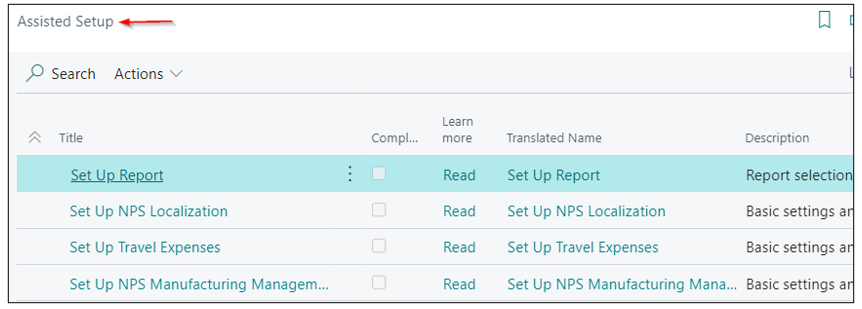 Assisted Setup
Search Actions
Learn
Title Compl... more Translated Name Description
Set Up Report Read Set Up Report Report selection
Set Up NPS Localization Read Set Up NPS Localization Basic settings an
Set Up Travel Expenses Read Set Up Travel Expenses Basic settings an
Set Up NPS Manufacturing Managem... Read Set Up NPS Manufacturing Mana... Basic settings an